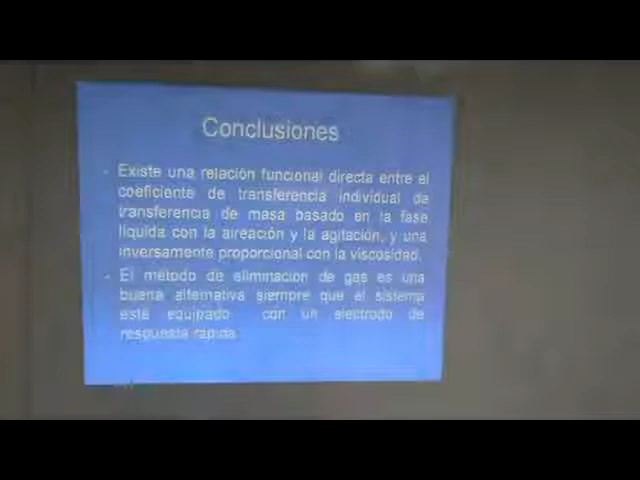 Conclusiones
- Existe una relación funcional directa entre el
coeficiente de transferencia individual de
transferencia de masa basado en la fase
líquida con la aireación y la agitación, y una
inversamente proporcional con la viscosidad.
- El método de eliminación de gas es una
buena alternativa siempre que el sistema
esté equipado con un electrodo de
respuesta rápida.